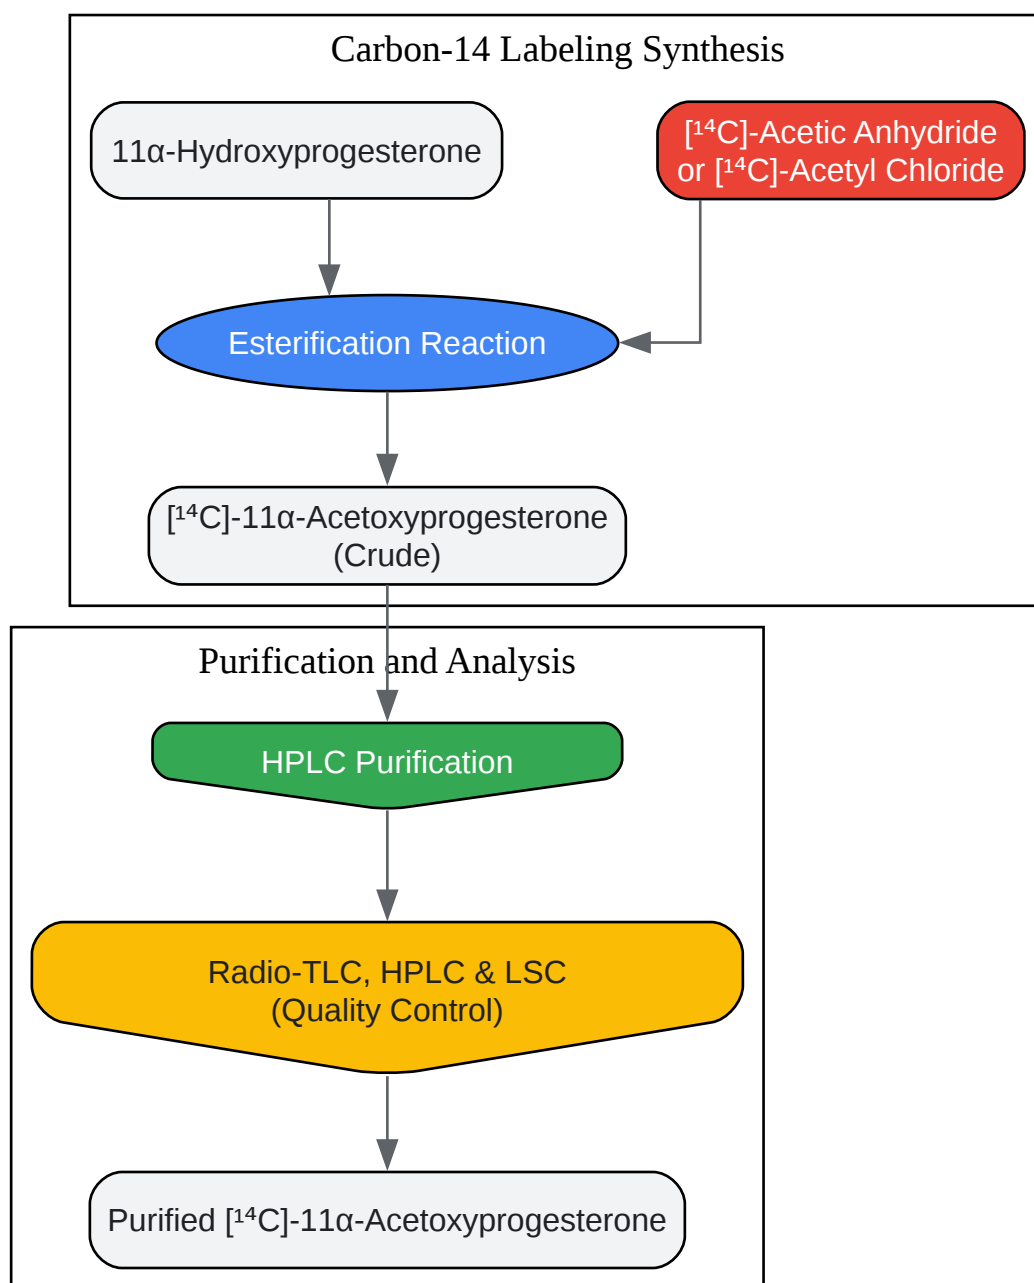 Carbon-14 Labeling Synthesis
11α-Hydroxyprogesterone
[¹⁴C]-Acetic Anhydride
or [¹⁴C]-Acetyl Chloride
Esterification Reaction
[¹⁴C]-11α-Acetoxyprogesterone
(Crude)
Purification and Analysis
HPLC Purification
Radio-TLC, HPLC & LSC
(Quality Control)
Purified [¹⁴C]-11α-Acetoxyprogesterone